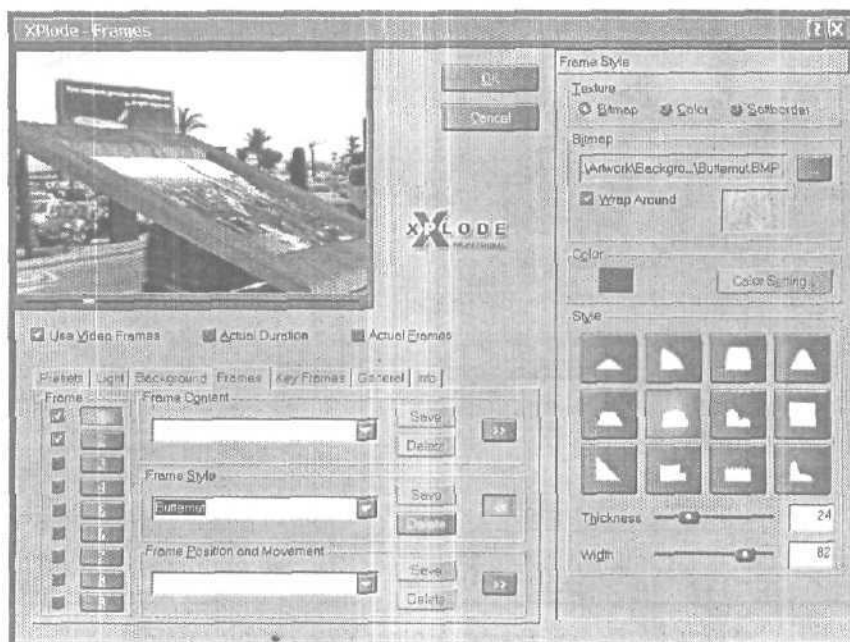 XPlode - Frames
OK
Cancel
XPLODE
Use Video Frames
Actual Duration
Actual Frames
Presets
Light
Background
Frames
Key Frames
General
Info
Frame
Frame Content
Save
Delete
>>
Frame Style
Butternut
Save
Delete
Frame Position and Movement
Save
Delete
>>
Frame Style
Texture
Bitmap
Color
Softborder
Bitmap
.\Artwork\Backgro...\Butternut.BMP
...
Wrap Around
Color
Color Setting
Style
Thickness
24
Width
82